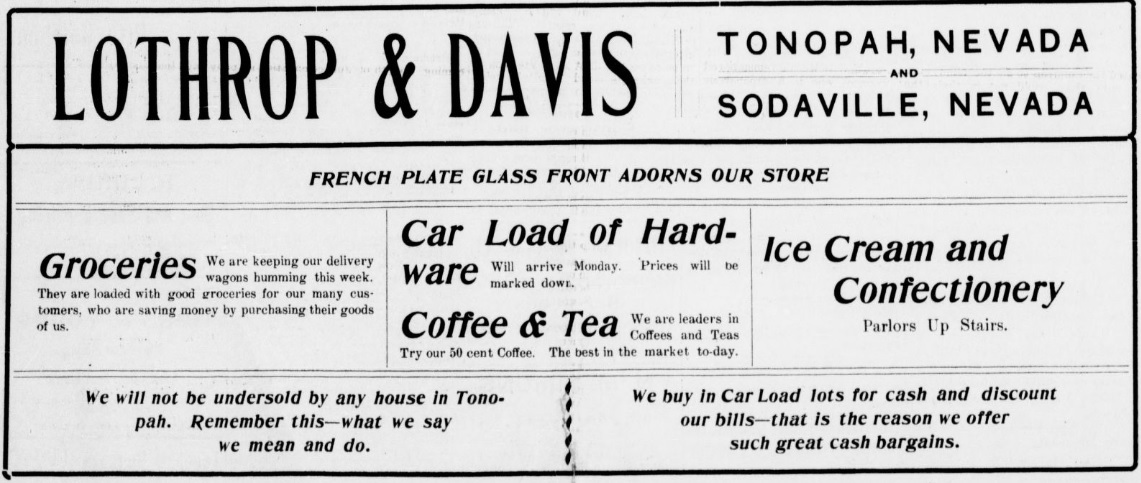 LOTHROP & DAVIS
TONOPAH, NEVADA
AND
SODAVILLE, NEVADA
FRENCH PLATE GLASS FRONT ADORNS OUR STORE
Groceries We are keeping our delivery
wagons humming this week.
They are loaded with good groceries for our many cus-
tomers, who are saving money by purchasing their goods
of us.
Car Load of Hard-
ware Will arrive Monday. Prices will be
marked down.
Coffee & Tea We are leaders in
Coffees and Teas
Try our 50 cent Coffee. The best in the market to-day.
Ice Cream and
Confectionery
Parlors Up Stairs.
We will not be undersold by any house in Tono-
pah. Remember this—what we say
we mean and do.
We buy in Car Load lots for cash and discount
our bills—that is the reason we offer
such great cash bargains.